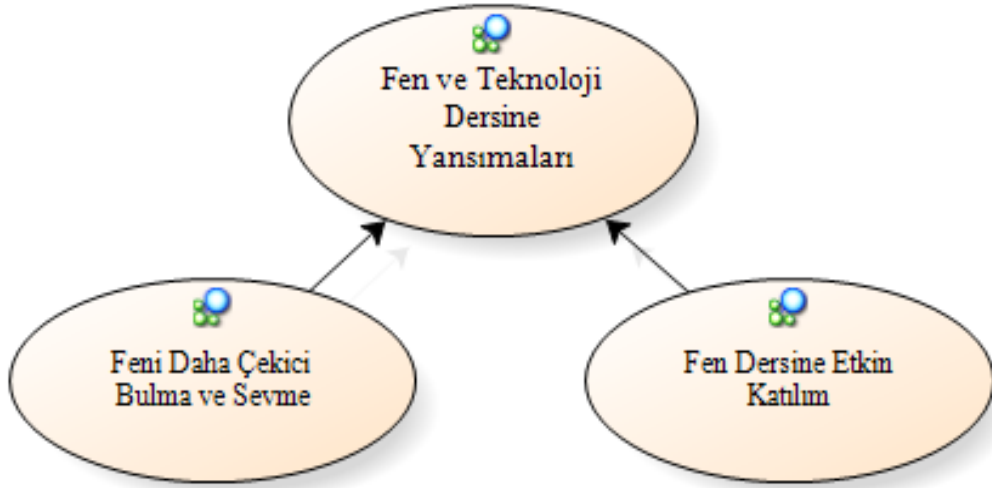 Fen ve Teknoloji
Dersine
Yansımaları
Feni Daha Çekici
Bulma ve Sevme
Fen Dersine Etkin
Katılım